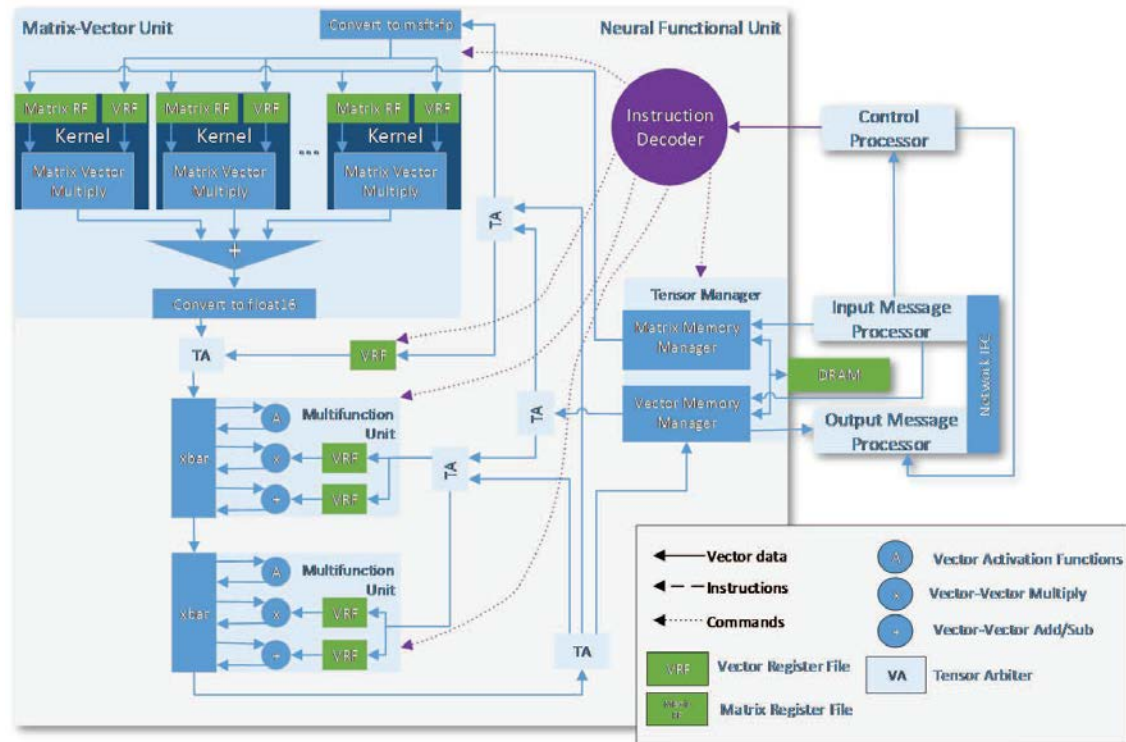 Matrix-Vector Unit
Convert to msft-fp
Neural Functional Unit
Matrix RF
VRF
Matrix RF
VRF
Matrix RF
VRF
Kernel
Kernel
Kernel
...
Matrix Vector
Multiply
Matrix Vector
Multiply
Matrix Vector
Multiply
+
Convert to float16
Instruction
Decoder
Control
Processor
TA
TA
VRF
Tensor Manager
Matrix Memory
Manager
Vector Memory
Manager
DRAM
Input Message
Processor
Output Message
Processor
Network IFC
TA
TA
xbar
A
x
+
Multifunction
Unit
VRF
VRF
xbar
A
x
+
Multifunction
Unit
VRF
VRF
TA
Vector data
Instructions
Commands
VRF
Vector Register File
Matrix
RF
Matrix Register File
A
Vector Activation Functions
x
Vector-Vector Multiply
+
Vector-Vector Add/Sub
VA
Tensor Arbiter